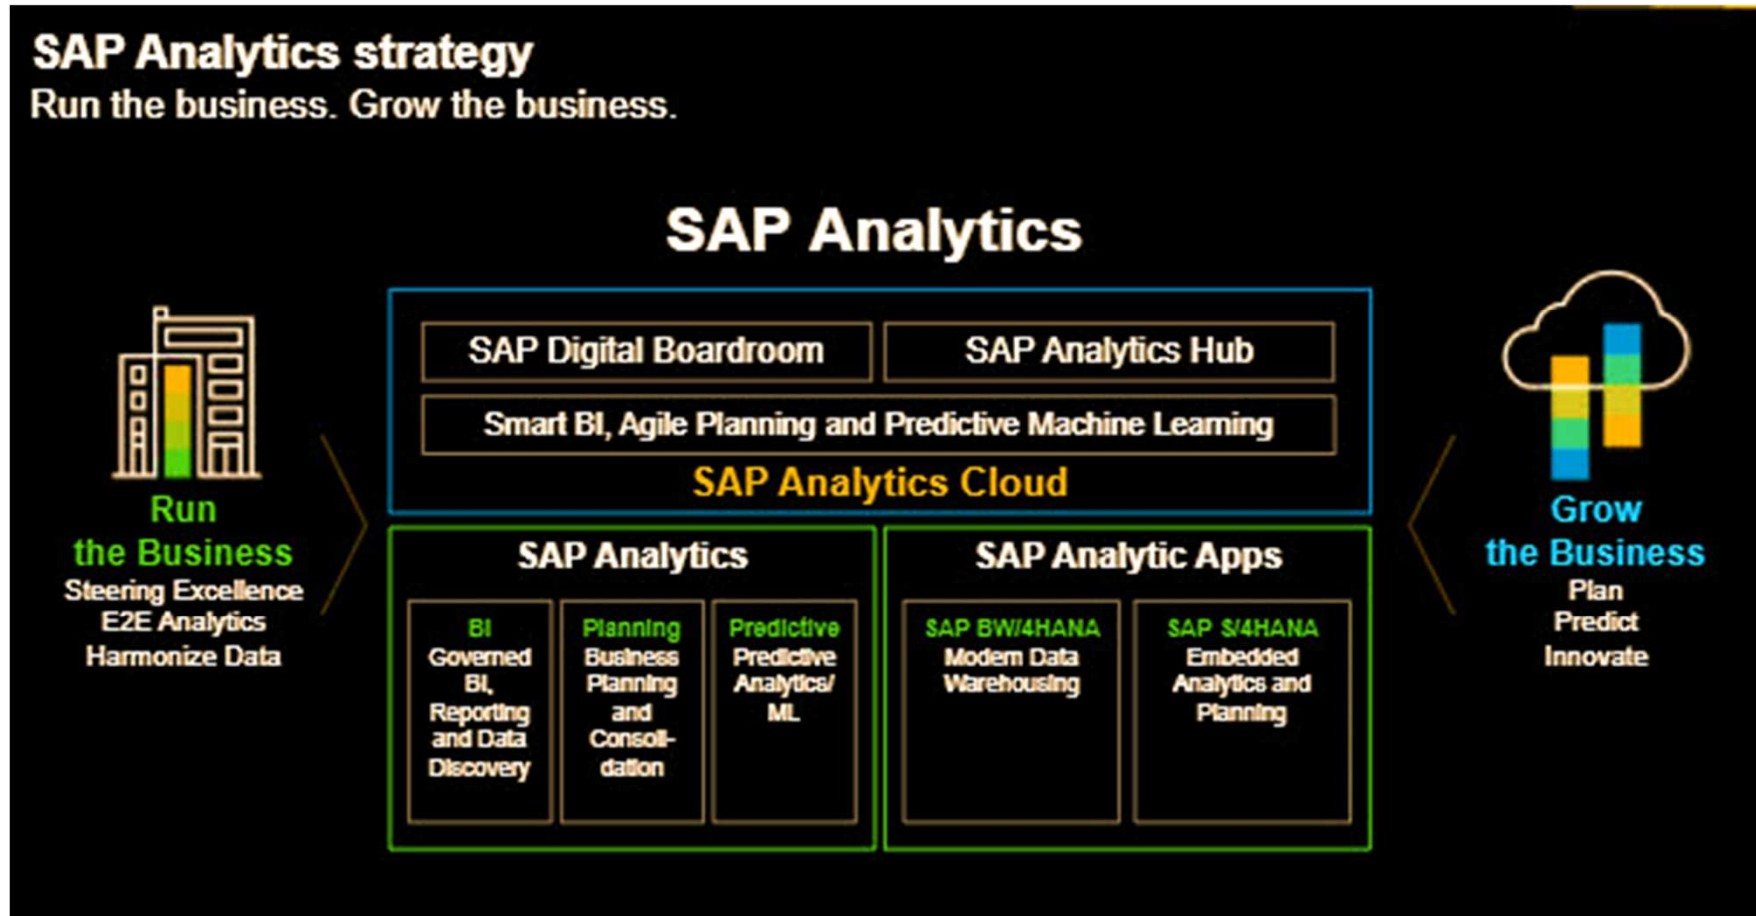 SAP Analytics strategy
Run the business. Grow the business.
SAP Analytics
SAP Digital Boardroom
SAP Analytics Hub
Smart BI, Agile Planning and Predictive Machine Learning
SAP Analytics Cloud
Run
the Business
Steering Excellence
E2E Analytics
Harmonize Data
SAP Analytics
BI
Governed
BI,
Reporting
and Data
Discovery
Planning
Business
Planning
and
Consoli-
dation
Predictive
Predictive
Analytics/
ML
SAP Analytic Apps
SAP BW/4HANA
Modern Data
Warehousing
SAP S/4HANA
Embedded
Analytics and
Planning
Grow
the Business
Plan
Predict
Innovate